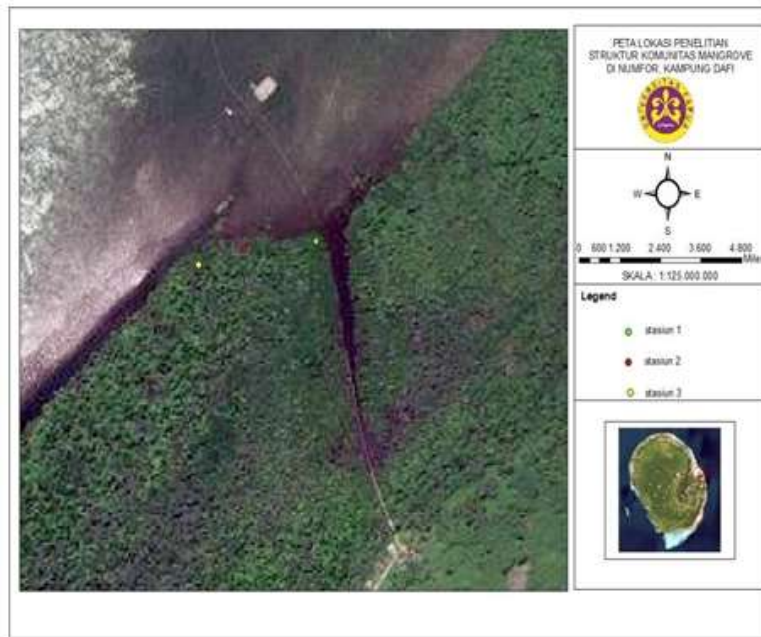 PETA LOKASI PENELITIAN
STRUKTUR KOMUNITAS MANGROVE
DI NUMFOR, KAMPUNG DAFI
N
W E
S
0 600 1.200 2.400 3.600 4.800
Miles
SKALA : 1:125.000.000
Legend
stasiun 1
stasiun 2
stasiun 3